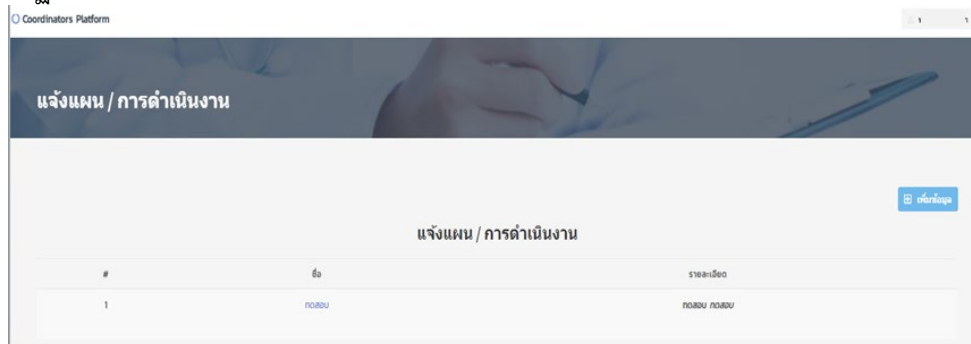 Coordinators Platform
แจ้งแผน / การดำเนินงาน
เพิ่มข้อมูล
แจ้งแผน / การดำเนินงาน
# ชื่อ รายละเอียด
1 ทดสอบ ทดสอบ ทดสอบ